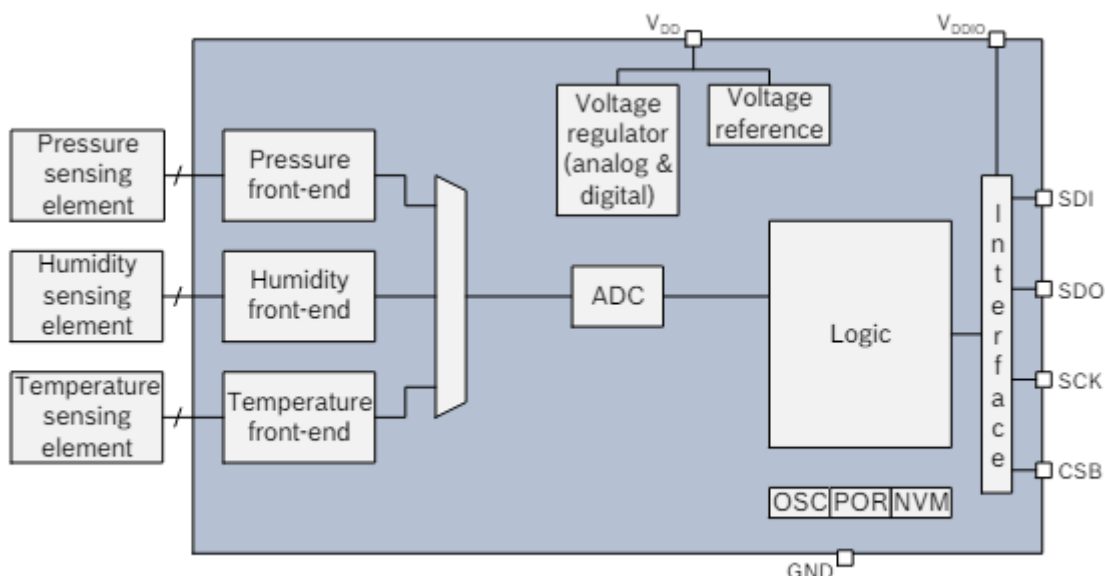 V_DD
V_DDIO
Voltage
regulator
(analog &
digital)
Voltage
reference
Pressure
sensing
element
Pressure
front-end
Humidity
sensing
element
Humidity
front-end
Temperature
sensing
element
Temperature
front-end
ADC
Logic
Interface
SDI
SDO
SCK
CSB
OSC POR NVM
GND